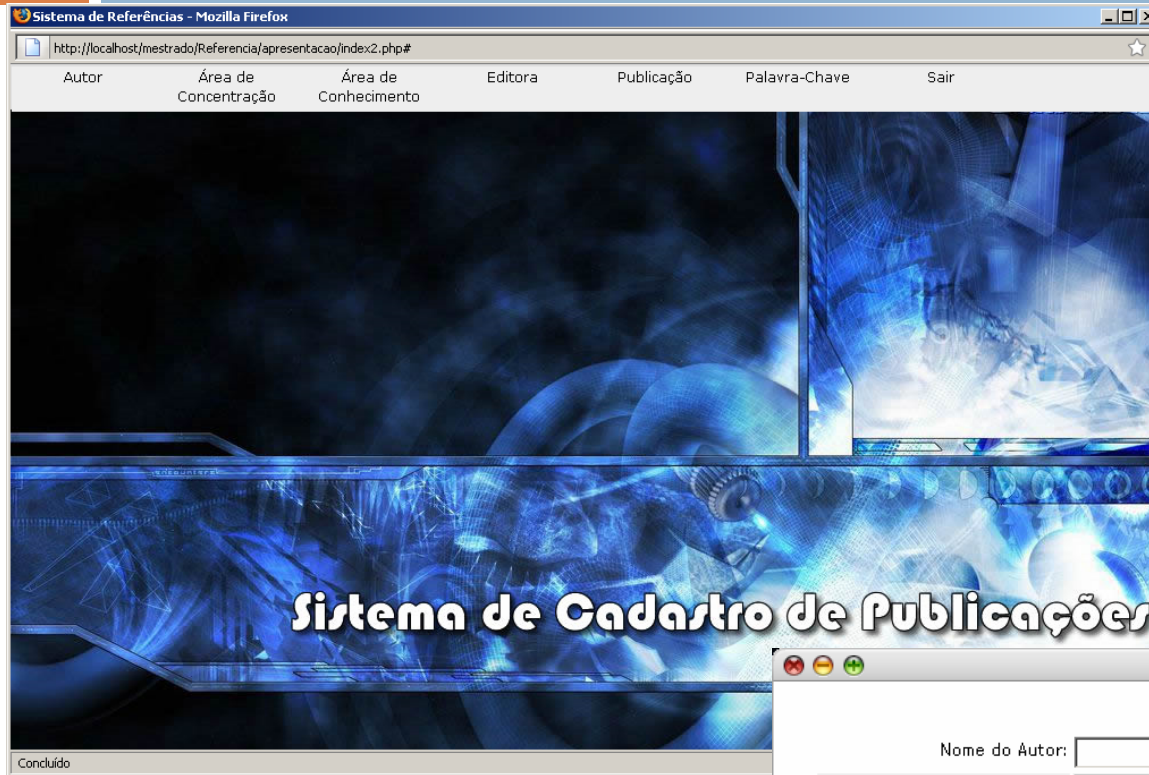 Sistema de Referências - Mozilla Firefox
http://localhost/mestrado/Referencia/apresentacao/index2.php#
Autor
Área de
Concentração
Área de
Conhecimento
Editora
Publicação
Palavra-Chave
Sair
Sistema de Cadastro de Publicações
Nome do Autor:
Concluído